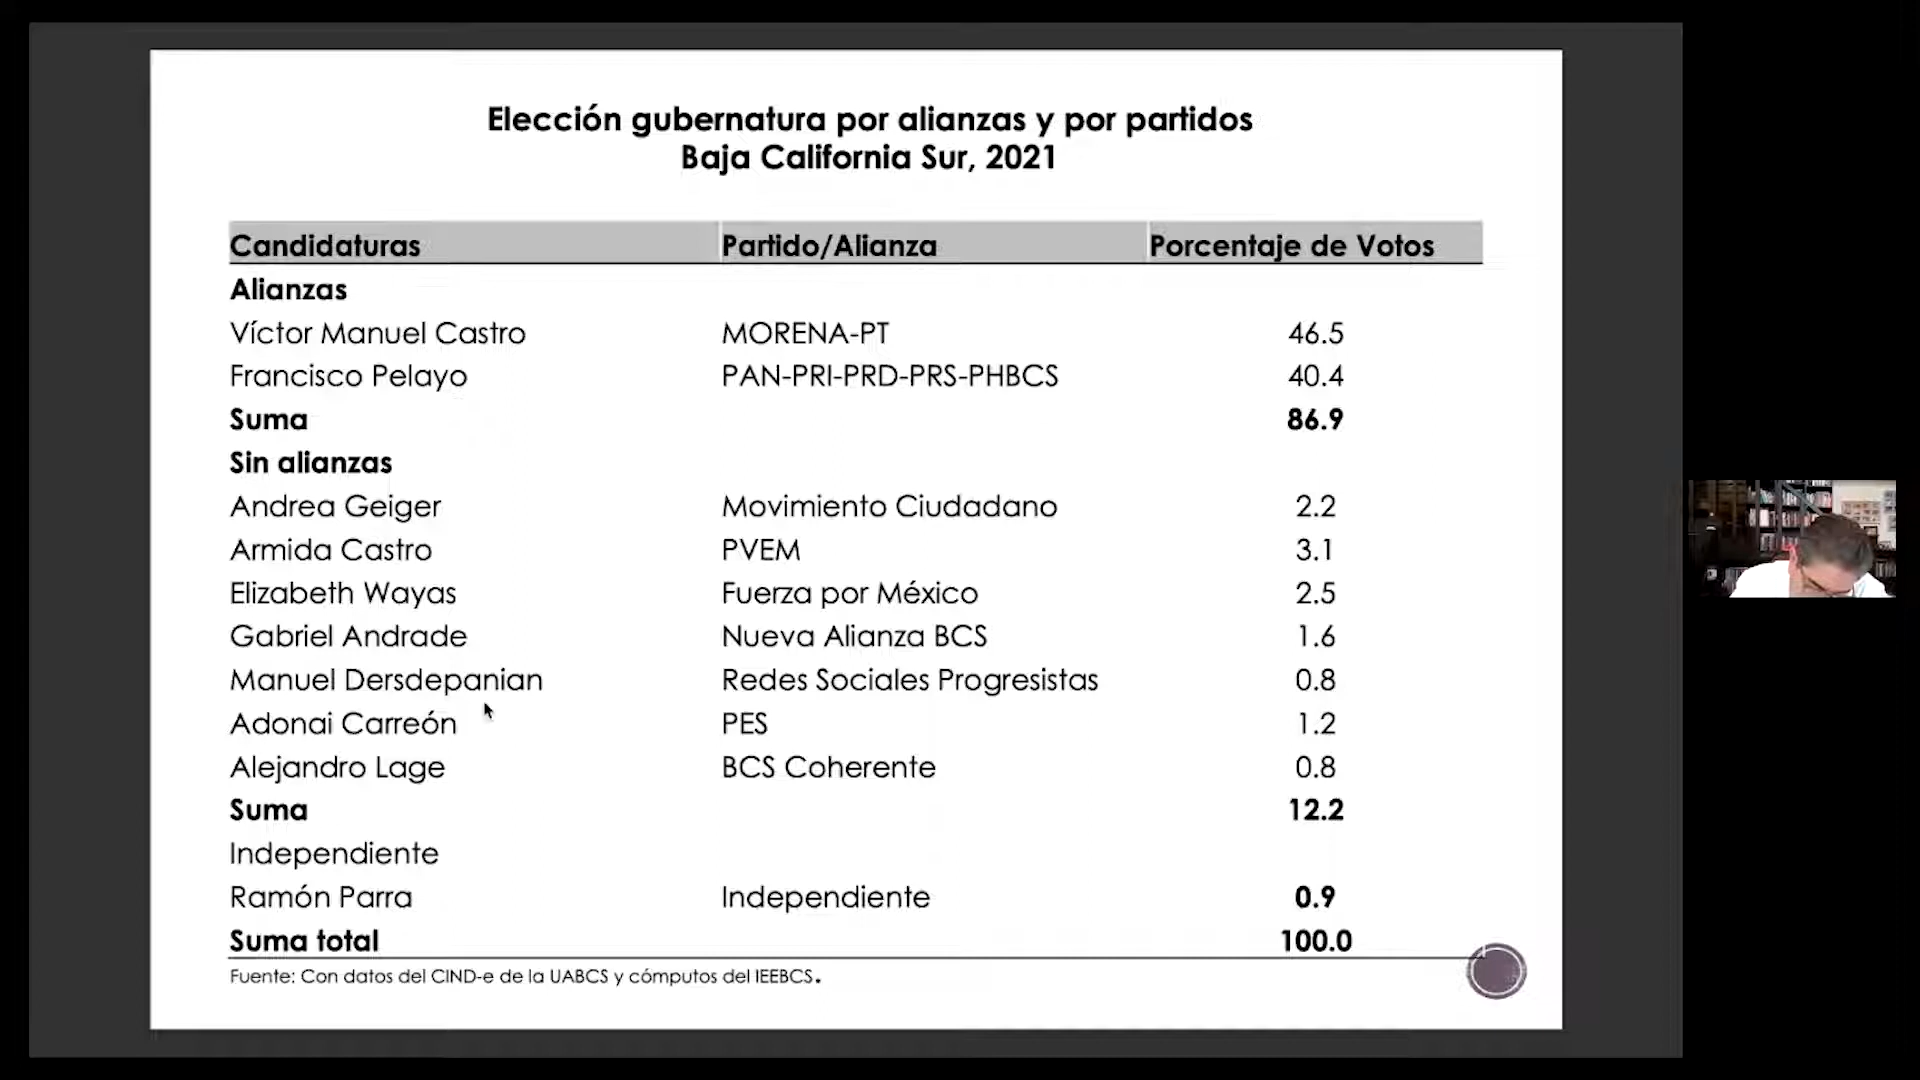 Elección gubernatura por alianzas y por partidos
Baja California Sur, 2021
Candidaturas Partido/Alianza Porcentaje de Votos
Alianzas
Víctor Manuel Castro MORENA-PT 46.5
Francisco Pelayo PAN-PRI-PRD-PRS-PHBCS 40.4
Suma 86.9
Sin alianzas
Andrea Geiger Movimiento Ciudadano 2.2
Armida Castro PVEM 3.1
Elizabeth Wayas Fuerza por México 2.5
Gabriel Andrade Nueva Alianza BCS 1.6
Manuel Dersdepanian Redes Sociales Progresistas 0.8
Adonai Carreón PES 1.2
Alejandro Lage BCS Coherente 0.8
Suma 12.2
Independiente
Ramón Parra Independiente 0.9
Suma total 100.0
Fuente: Con datos del CIND-e de la UABCS y cómputos del IEEBCS.